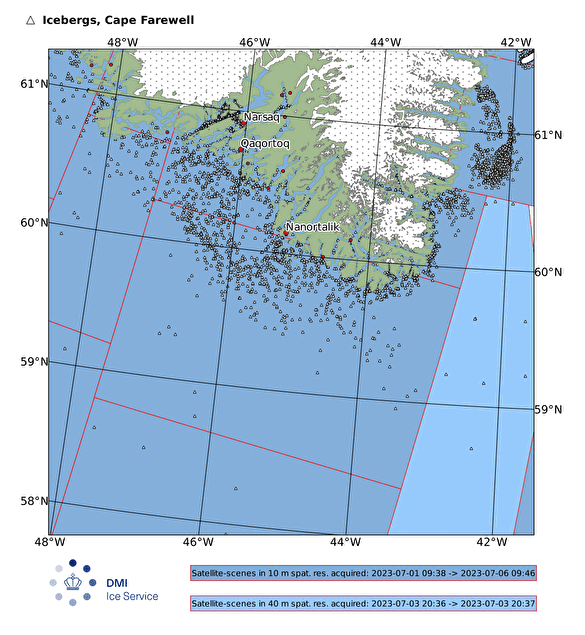 △ Icebergs, Cape Farewell
48°W 46°W 44°W 42°W
61°N
61°N
Narsaq
Qaqortoq
60°N
Nanortalik
60°N
59°N
59°N
58°N
48°W 46°W 44°W 42°W
DMI
Ice Service
Satellite-scenes in 10 m spat. res. acquired: 2023-07-01 09:38 -> 2023-07-06 09:46
Satellite-scenes in 40 m spat. res. acquired: 2023-07-03 20:36 -> 2023-07-03 20:37